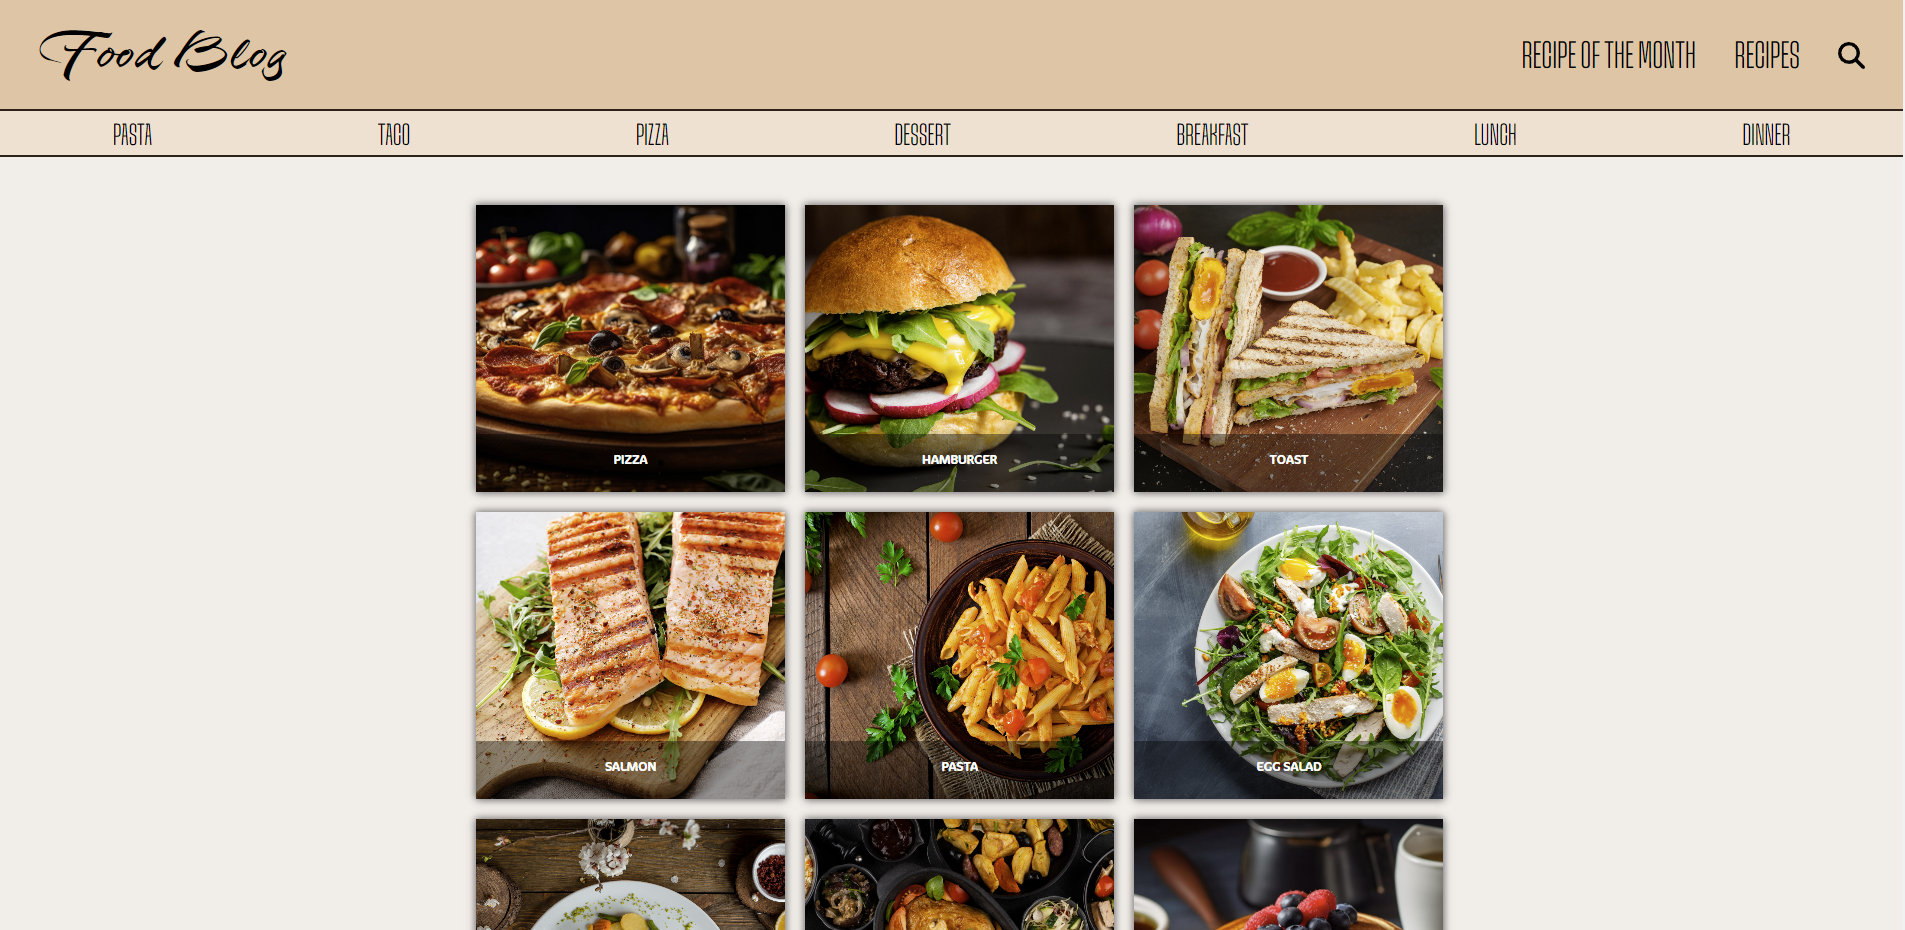 Food Blog
RECIPE OF THE MONTH RECIPES
PASTA TACO PIZZA DESSERT BREAKFAST LUNCH DINNER
PIZZA
HAMBURGER
TOAST
SALMON
PASTA
EGG SALAD